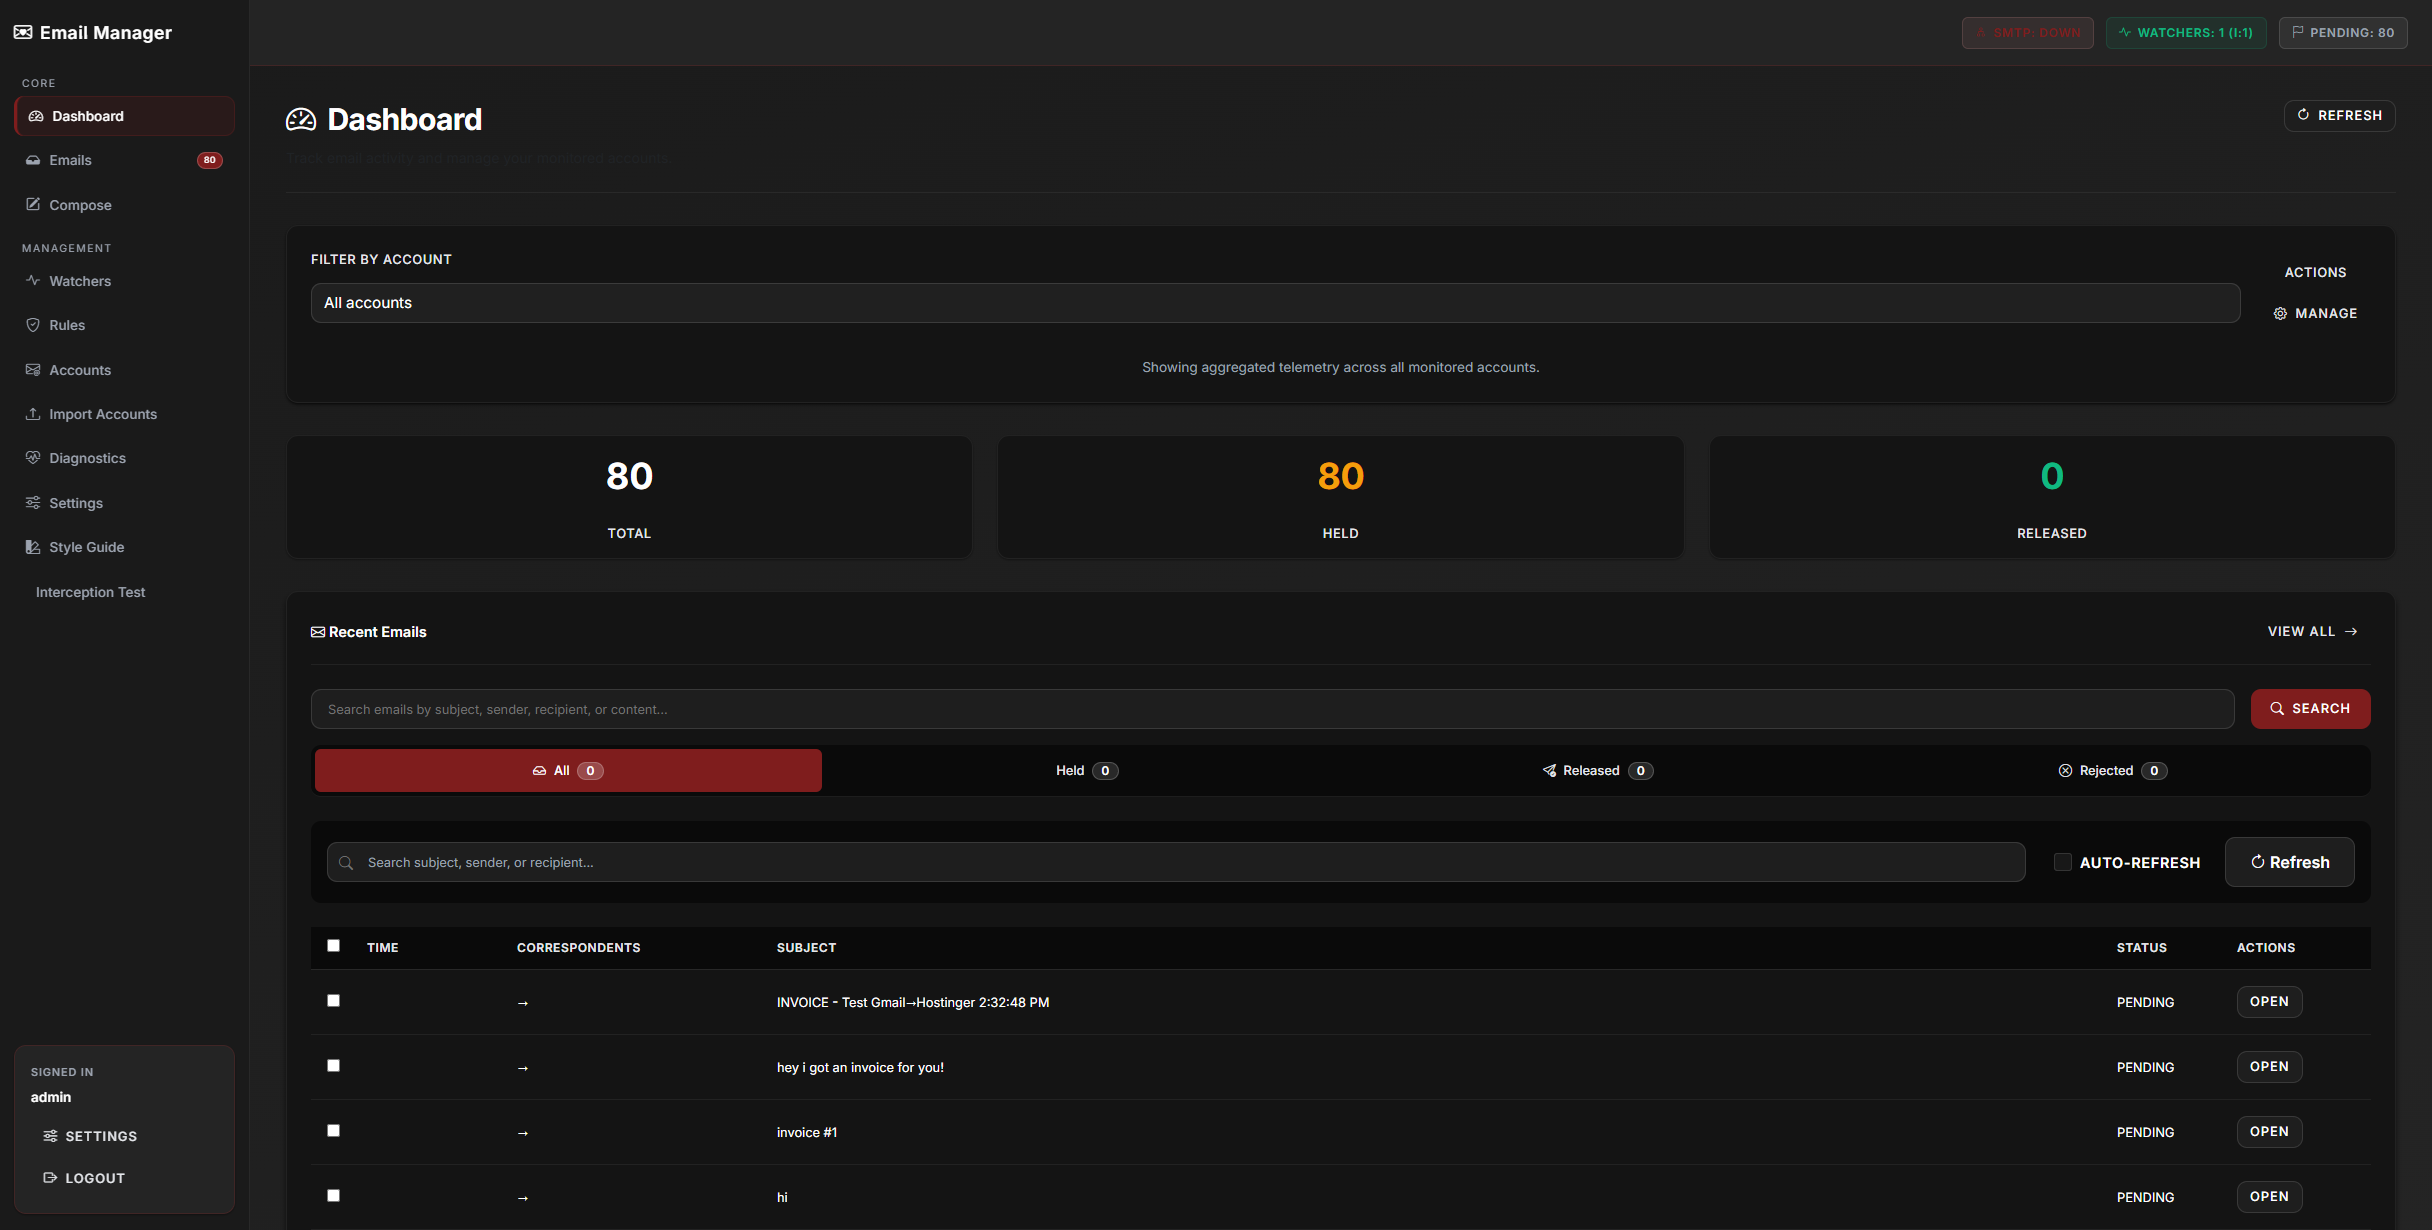 Email Manager
SMTP: DOWN
WATCHERS: 1 (I:1)
PENDING: 80
CORE
Dashboard
Emails 80
Compose
MANAGEMENT
Watchers
Rules
Accounts
Import Accounts
Diagnostics
Settings
Style Guide
Interception Test
SIGNED IN
admin
SETTINGS
LOGOUT
Dashboard
REFRESH
Track email activity and manage your monitored accounts.
FILTER BY ACCOUNT
All accounts
ACTIONS
MANAGE
Showing aggregated telemetry across all monitored accounts.
80
TOTAL
80
HELD
0
RELEASED
Recent Emails
VIEW ALL →
Search emails by subject, sender, recipient, or content...
SEARCH
All 0
Held 0
Released 0
Rejected 0
Search subject, sender, or recipient...
AUTO-REFRESH
Refresh
TIME CORRESPONDENTS SUBJECT STATUS ACTIONS
→ INVOICE - Test Gmail→Hostinger 2:32:48 PM PENDING OPEN
→ hey i got an invoice for you! PENDING OPEN
→ invoice #1 PENDING OPEN
→ hi PENDING OPEN